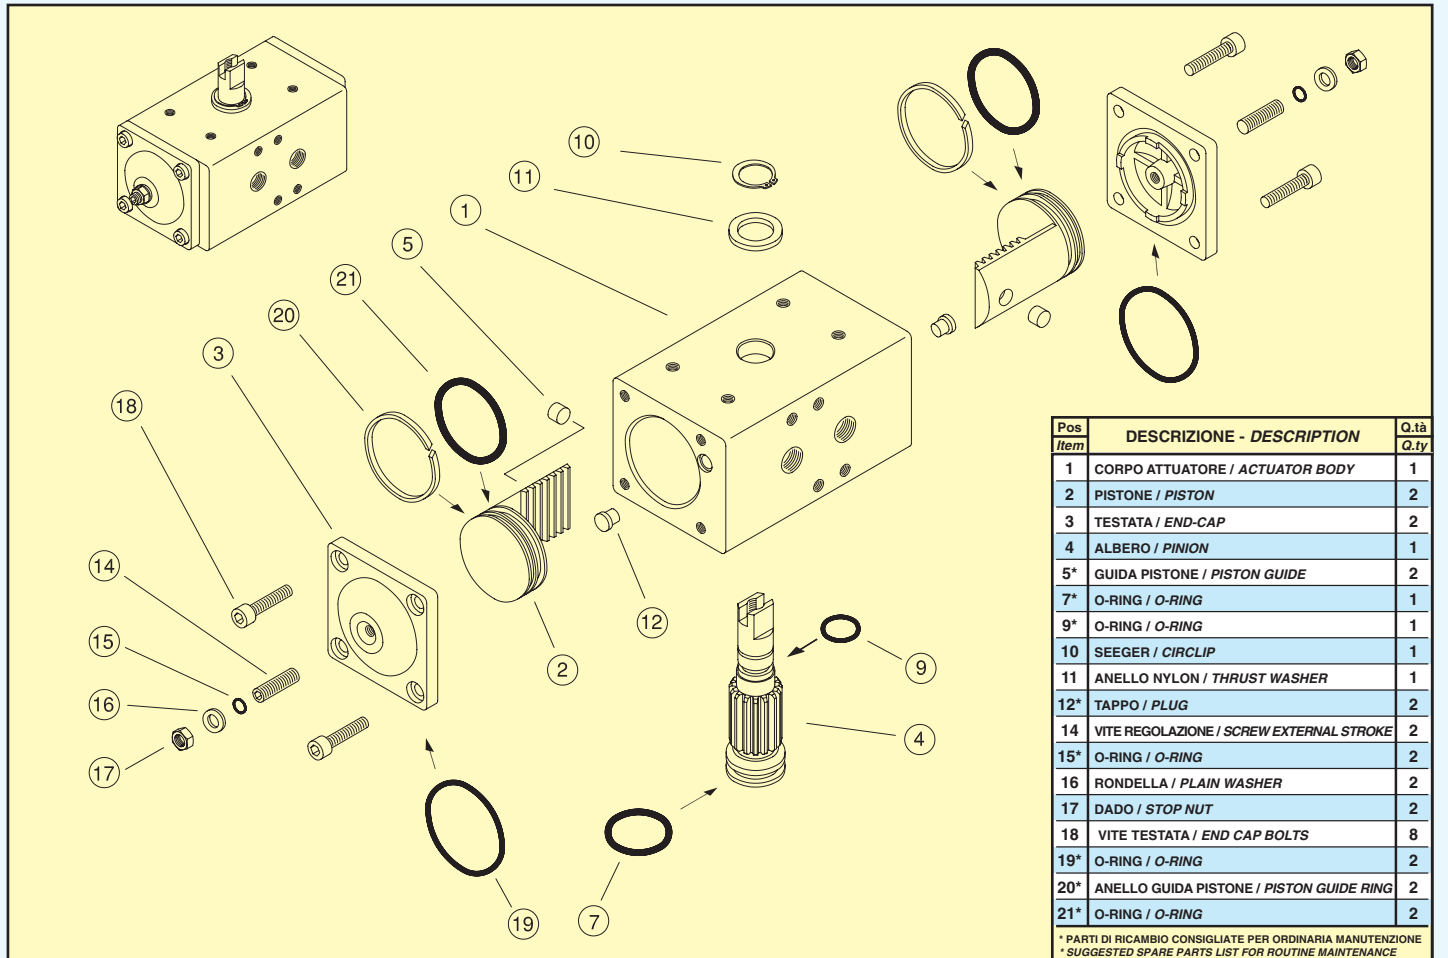 10
11
1
5
21
20
3
18
14
15
16
17
12
2
9
4
19
7
Pos Item DESCRIZIONE - DESCRIPTION Q.tà Q.ty
1 CORPO ATTUATORE / ACTUATOR BODY 1
2 PISTONE / PISTON 2
3 TESTATA / END-CAP 2
4 ALBERO / PINION 1
5* GUIDA PISTONE / PISTON GUIDE 2
7* O-RING / O-RING 1
9* O-RING / O-RING 1
10 SEEGER / CIRCLIP 1
11 ANELLO NYLON / THRUST WASHER 1
12* TAPPO / PLUG 2
14 VITE REGOLAZIONE / SCREW EXTERNAL STROKE 2
15* O-RING / O-RING 2
16 RONDELLA / PLAIN WASHER 2
17 DADO / STOP NUT 2
18 VITE TESTATA / END CAP BOLTS 8
19* O-RING / O-RING 2
20* ANELLO GUIDA PISTONE / PISTON GUIDE RING 2
21* O-RING / O-RING 2
* PARTI DI RICAMBIO CONSIGLIATE PER ORDINARIA MANUTENZIONE
* SUGGESTED SPARE PARTS LIST FOR ROUTINE MAINTENANCE